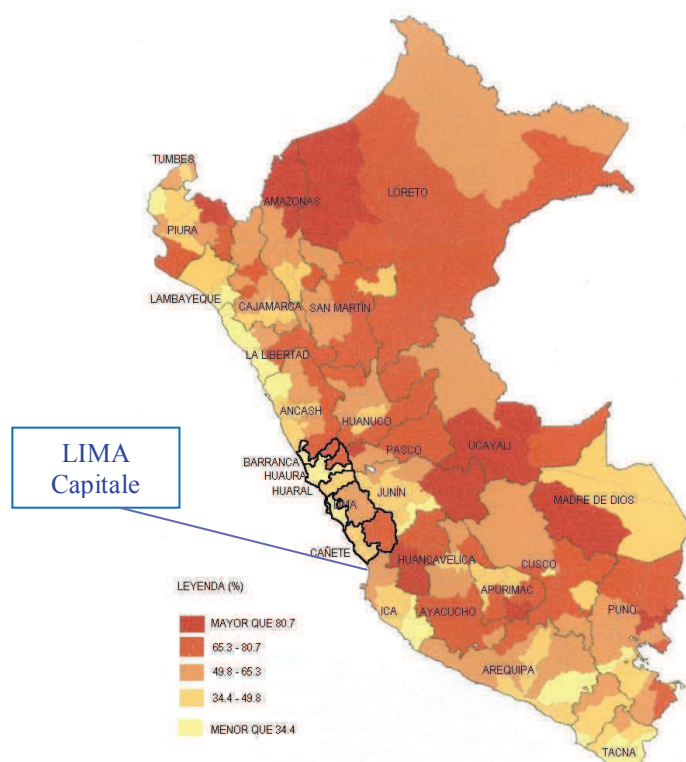 TUMBES
AMAZONAS
LORETO
PIURA
LAMBAYEQUE
CAJAMARCA
SAN MARTÍN
LA LIBERTAD
ANCASH
HUANUCO
LIMA
Capitale
PASCO
UCAYALI
BARRANCA
HUAURA
HUARAL
JUNÍN
MADRE DE DIOS
LIMA
CAÑETE
HUANCAVELICA
CUSCO
LEYENDA (%)
APURIMAC
ICA
AYACUCHO
PUNO
MAYOR QUE 80.7
65.3 - 80.7
49.8 - 65.3
34.4 - 49.8
MENOR QUE 34.4
AREQUIPA
TACNA